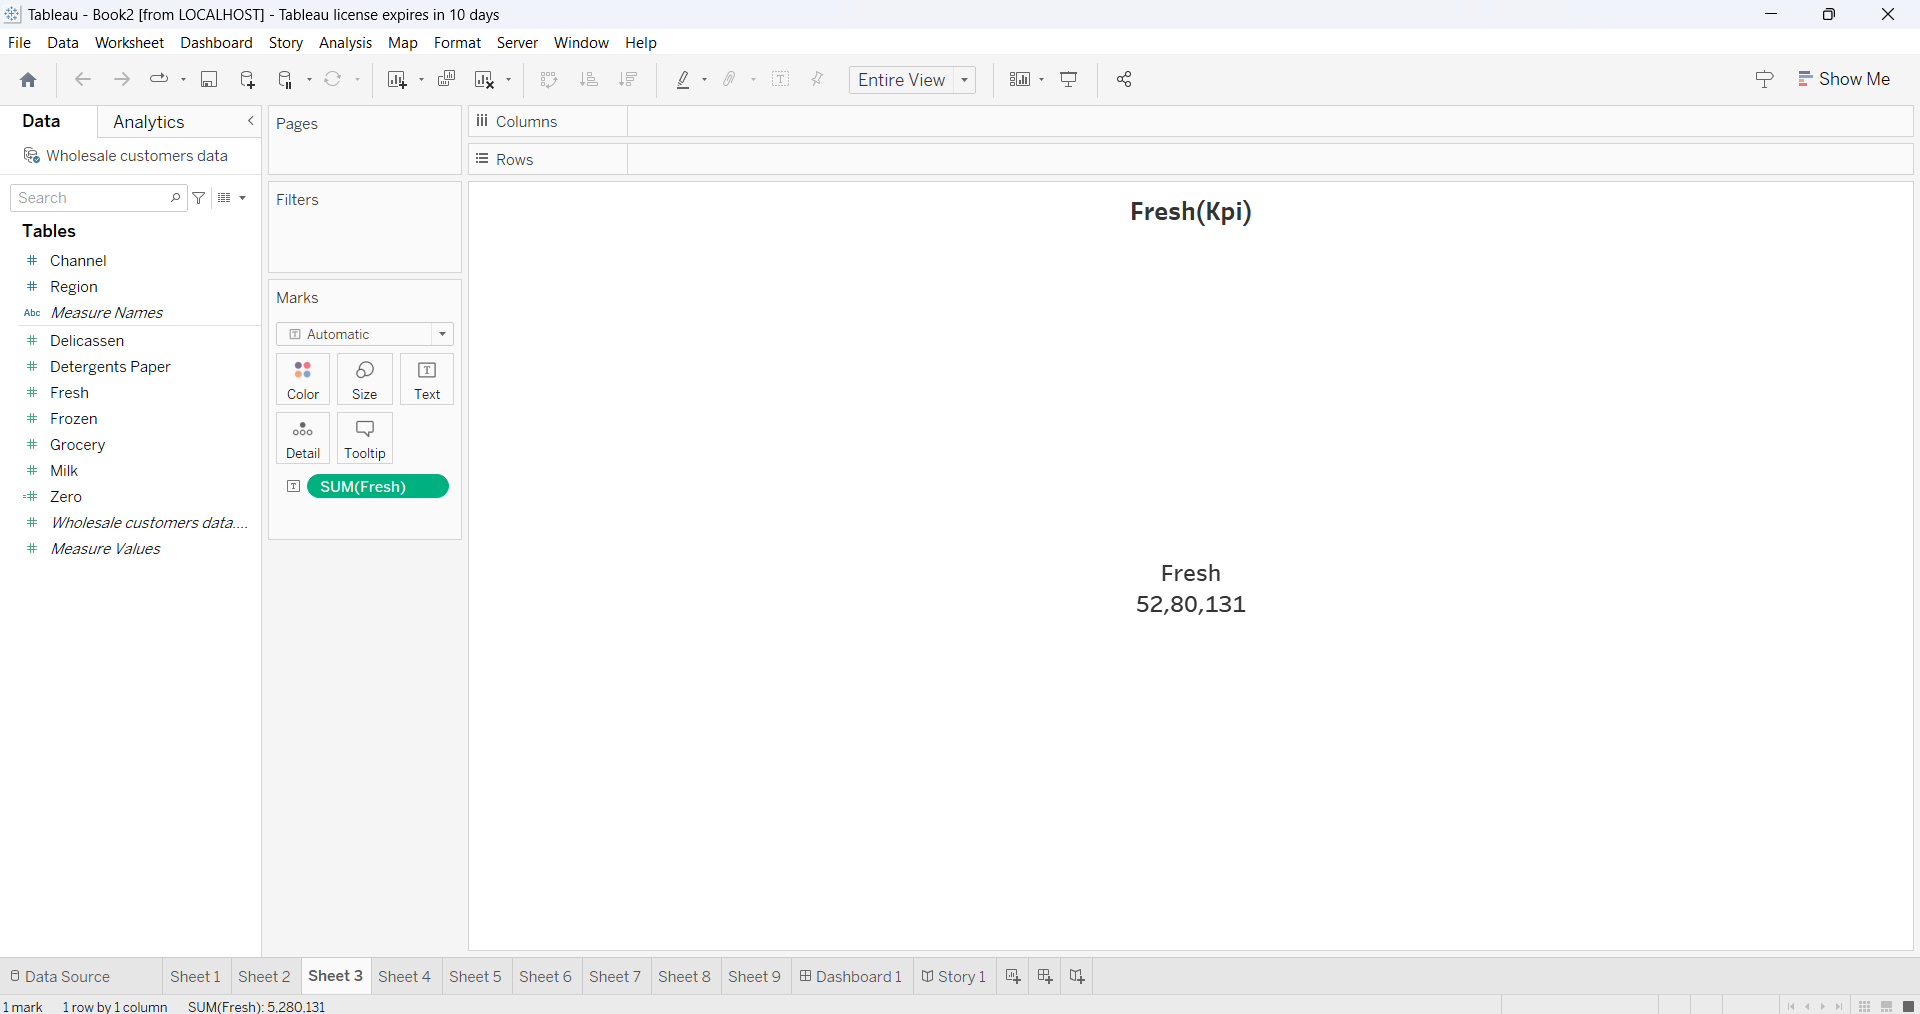 Tableau - Book2 [from LOCALHOST] - Tableau license expires in 10 days
File Data Worksheet Dashboard Story Analysis Map Format Server Window Help
Entire View
Show Me
Data Analytics
Wholesale customers data
Search
Tables
Channel
Region
Abc Measure Names
Delicassen
Detergents Paper
Fresh
Frozen
Grocery
Milk
Zero
Wholesale customers data....
Measure Values
Pages
Filters
Marks
Automatic
Color Size Text
Detail Tooltip
SUM(Fresh)
Columns
Rows
Fresh(Kpi)
Fresh
52,80,131
Data Source Sheet 1 Sheet 2 Sheet 3 Sheet 4 Sheet 5 Sheet 6 Sheet 7 Sheet 8 Sheet 9 Dashboard 1 Story 1
1 mark 1 row by 1 column SUM(Fresh): 5,280,131